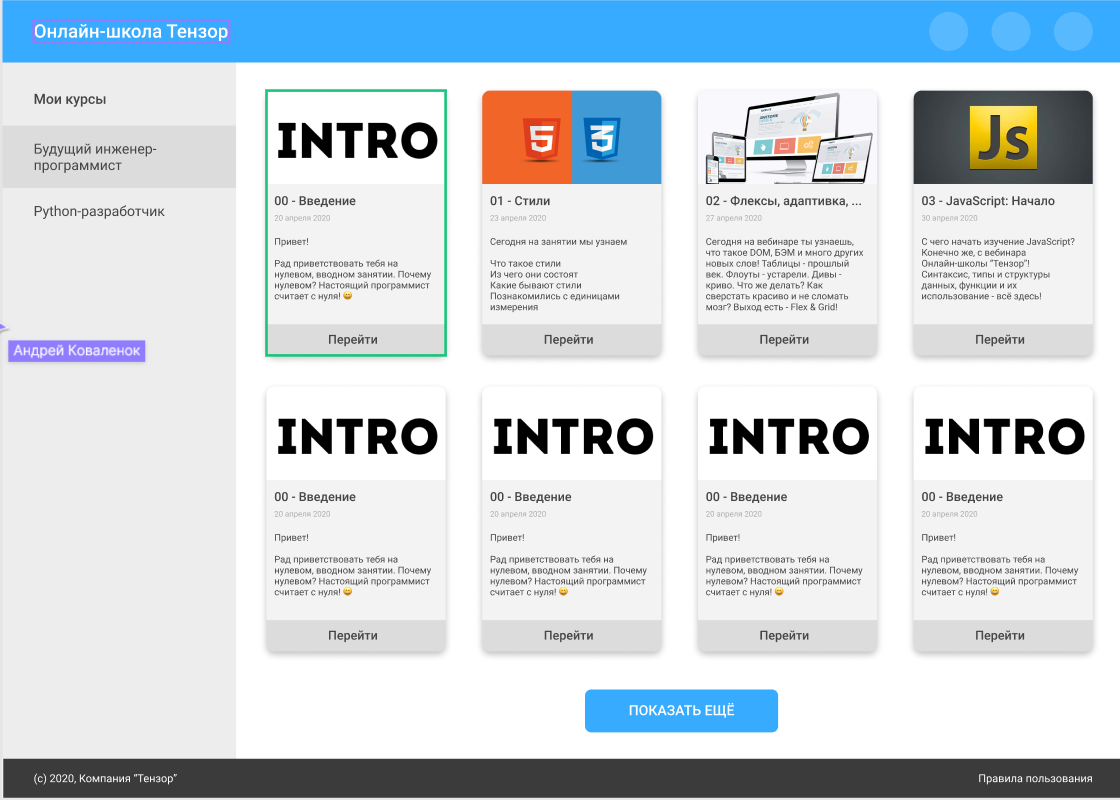 Онлайн-школа Тензор
Мои курсы
Будущий инженер-
программист
Python-разработчик
Андрей Коваленок
INTRO
00 - Введение
20 апреля 2020
Привет!
Рад приветствовать тебя на
нулевом, вводном занятии. Почему
нулевом? Настоящий программист
считает с нуля! 😄
Перейти
5
3
01 - Стили
23 апреля 2020
Сегодня на занятии мы узнаем
Что такое стили
Из чего они состоят
Какие бывают стили
Познакомились с единицами
измерения
Перейти
02 - Флексы, адаптивка, ...
27 апреля 2020
Сегодня на вебинаре ты узнаешь,
что такое DOM, БЭМ и много других
новых слов! Таблицы - прошлый
век. Флоуты - устарели. Дивы -
криво. Что же делать? Как
сверстать красиво и не сломать
мозг? Выход есть - Flex & Grid!
Перейти
Js
03 - JavaScript: Начало
30 апреля 2020
С чего начать изучение JavaScript?
Конечно же, с вебинара
Онлайн-школы "Тензор"!
Синтаксис, типы и структуры
данных, функции и их
использование - всё здесь!
Перейти
INTRO
00 - Введение
20 апреля 2020
Привет!
Рад приветствовать тебя на
нулевом, вводном занятии. Почему
нулевом? Настоящий программист
считает с нуля! 😄
Перейти
INTRO
00 - Введение
20 апреля 2020
Привет!
Рад приветствовать тебя на
нулевом, вводном занятии. Почему
нулевом? Настоящий программист
считает с нуля! 😄
Перейти
INTRO
00 - Введение
20 апреля 2020
Привет!
Рад приветствовать тебя на
нулевом, вводном занятии. Почему
нулевом? Настоящий программист
считает с нуля! 😄
Перейти
INTRO
00 - Введение
20 апреля 2020
Привет!
Рад приветствовать тебя на
нулевом, вводном занятии. Почему
нулевом? Настоящий программист
считает с нуля! 😄
Перейти
ПОКАЗАТЬ ЕЩЁ
(с) 2020, Компания "Тензор"
Правила пользования